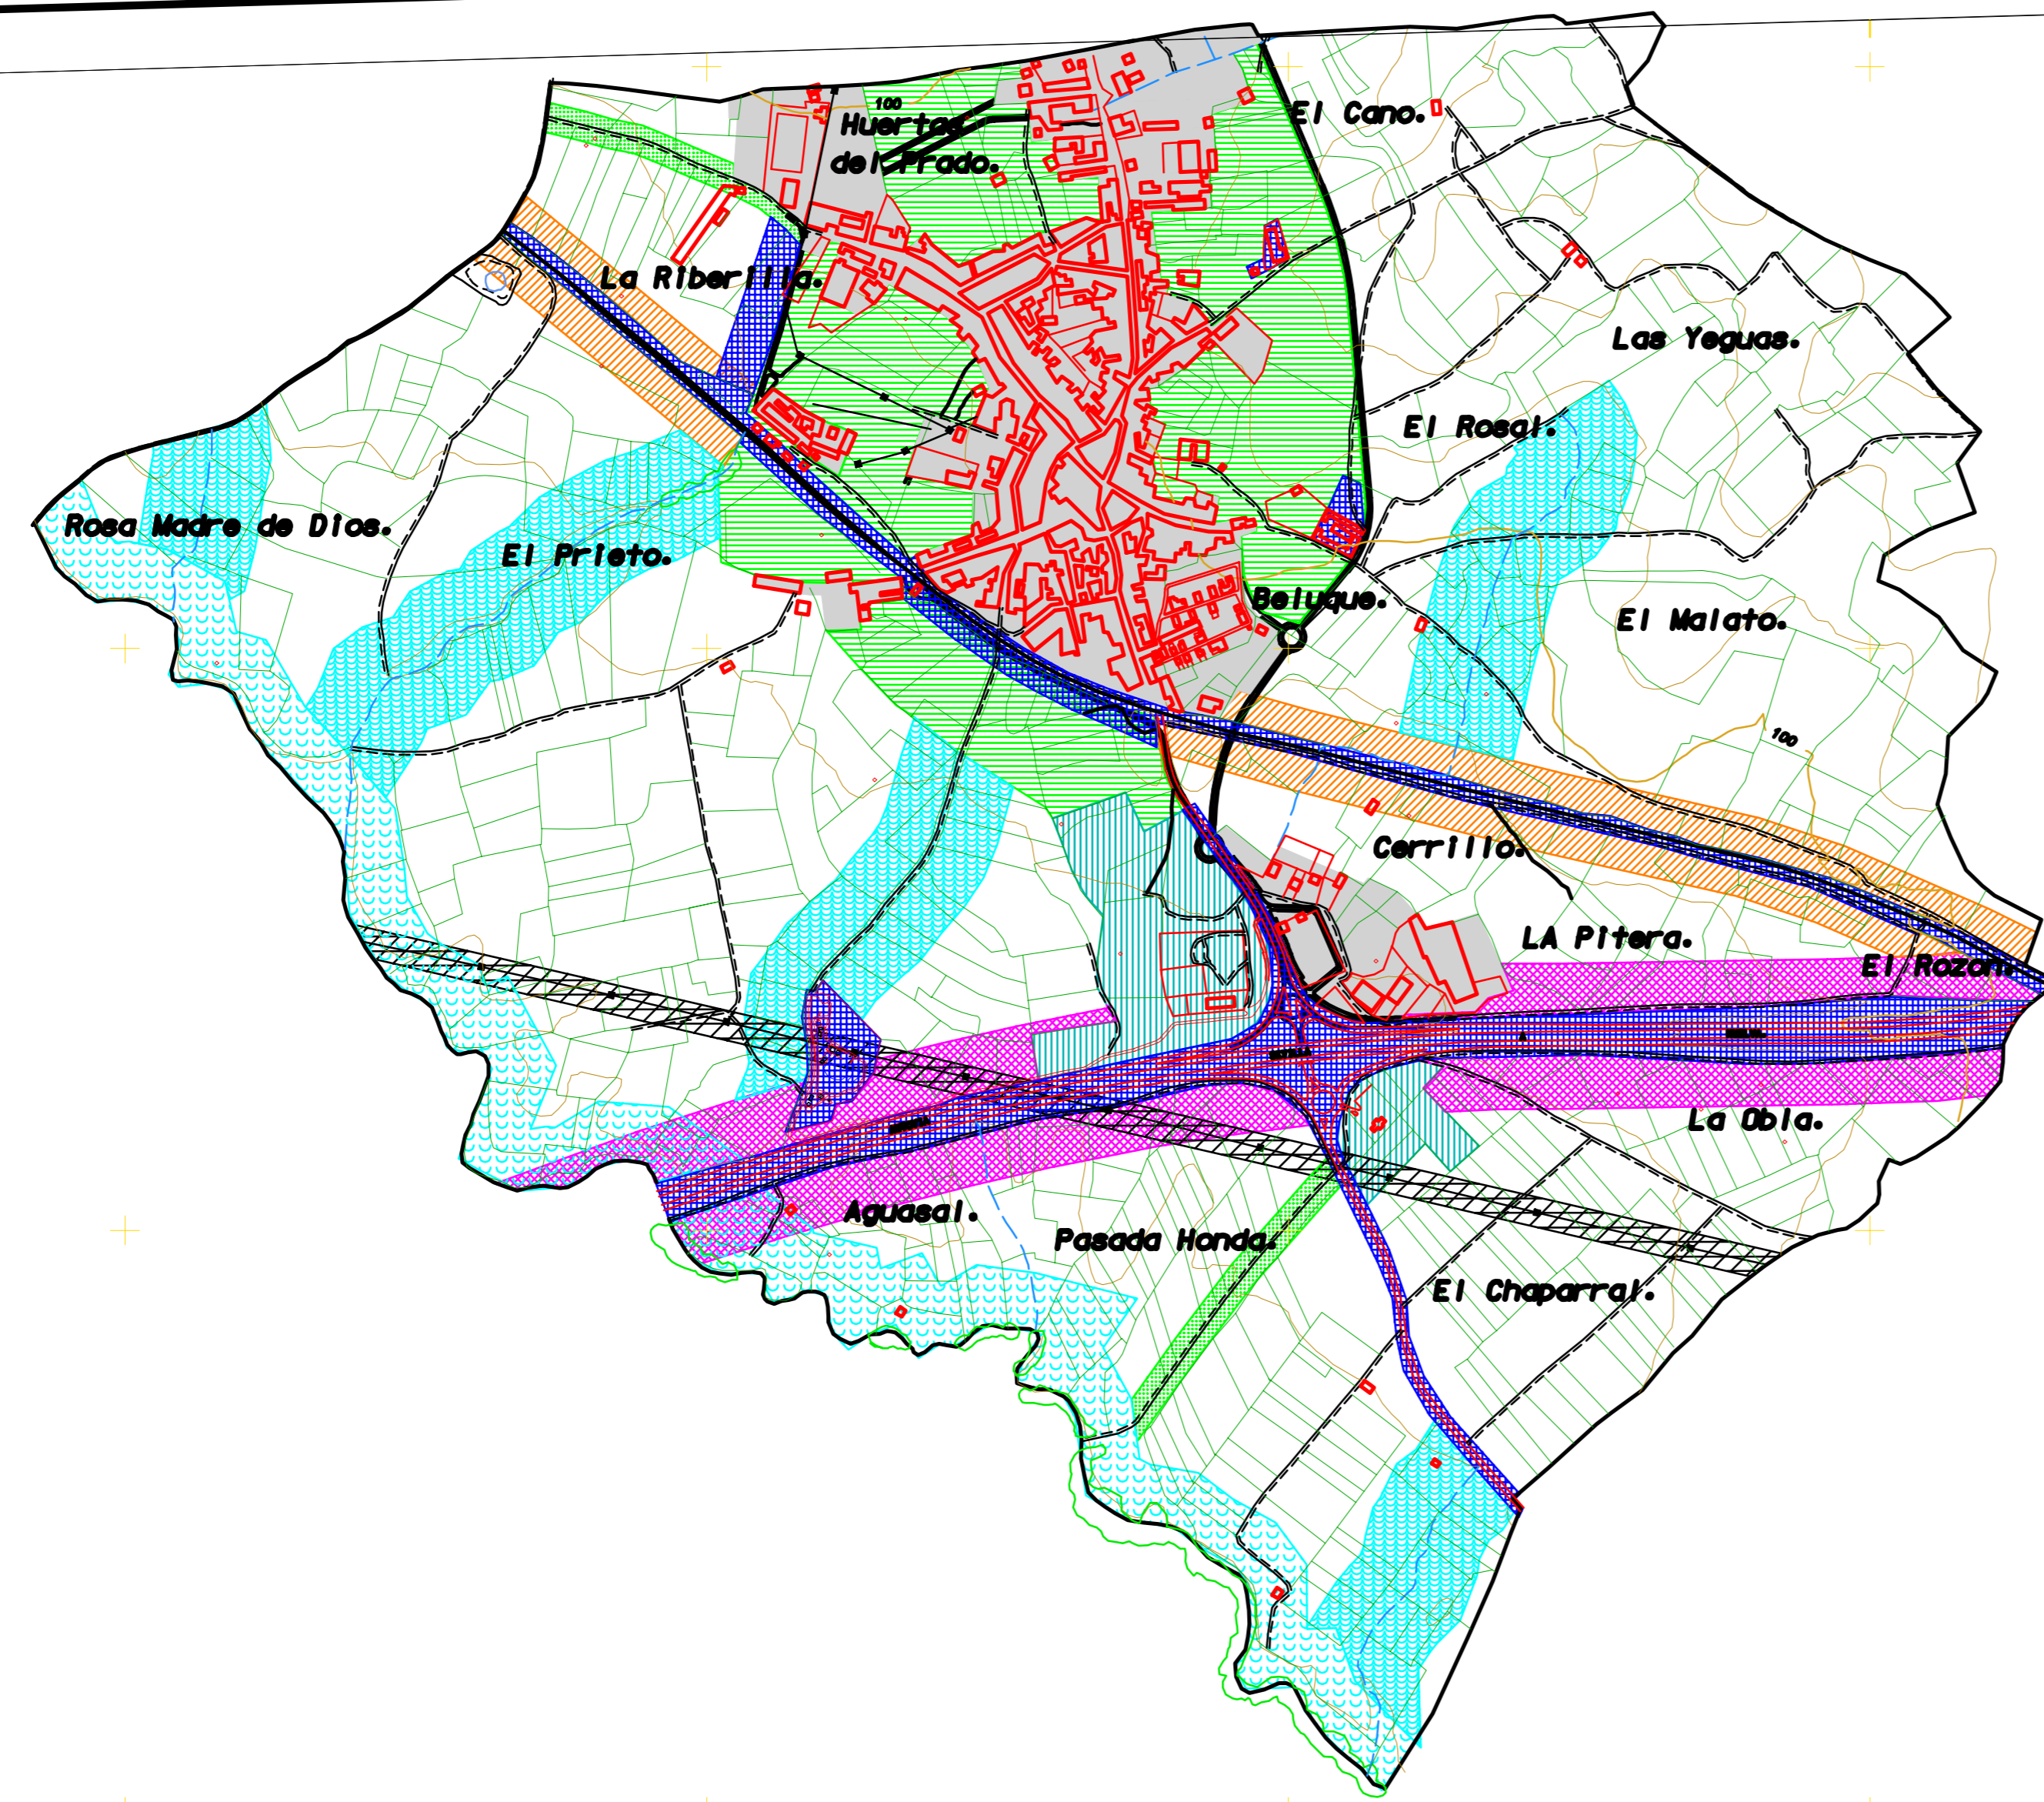 100
Huertas
del Prado.
El Cano.
La Riberilla.
Las Yeguas.
El Rosal.
Rosa Madre de Dios.
El Prieto.
Beluque.
El Malato.
100
Cerrillo.
LA Pitera.
El Rozon.
La Obla.
Aguasal.
Pasada Honda.
El Chaparral.